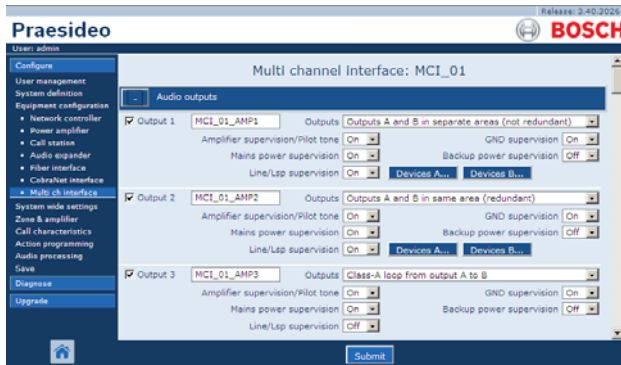 Release: 3.40.2026
Praesideo
BOSCH
User: admin
Configure
User management
System definition
Equipment configuration
Network controller
Power amplifier
Call station
Audio expander
Fiber interface
CobraNet interface
Multi ch interface
System wide settings
Zone & amplifier
Call characteristics
Action programming
Audio processing
Save
Diagnose
Upgrade
Multi channel interface: MCI_01
- Audio outputs
Output 1 MCI_01_AMP1 Outputs Outputs A and B in separate areas (not redundant)
Amplifier supervision/Pilot tone On GND supervision On
Mains power supervision On Backup power supervision Off
Line/Lsp supervision On Devices A... Devices B...
Output 2 MCI_01_AMP2 Outputs Outputs A and B in same area (redundant)
Amplifier supervision/Pilot tone On GND supervision On
Mains power supervision On Backup power supervision Off
Line/Lsp supervision On Devices A... Devices B...
Output 3 MCI_01_AMP3 Outputs Class-A loop from output A to B
Amplifier supervision/Pilot tone On GND supervision On
Mains power supervision On Backup power supervision Off
Line/Lsp supervision Off
Submit